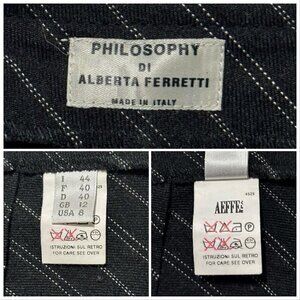 PHILOSOPHY
DI
ALBERTA FERRETTI
MADE IN ITALY
I 44
F 40
D 40
GB 12
USA 8
ISTRUZIONI SUL RETRO
FOR CARE SEE OVER
AEFFE
ISTRUZIONI SUL RETRO
FOR CARE SEE OVER